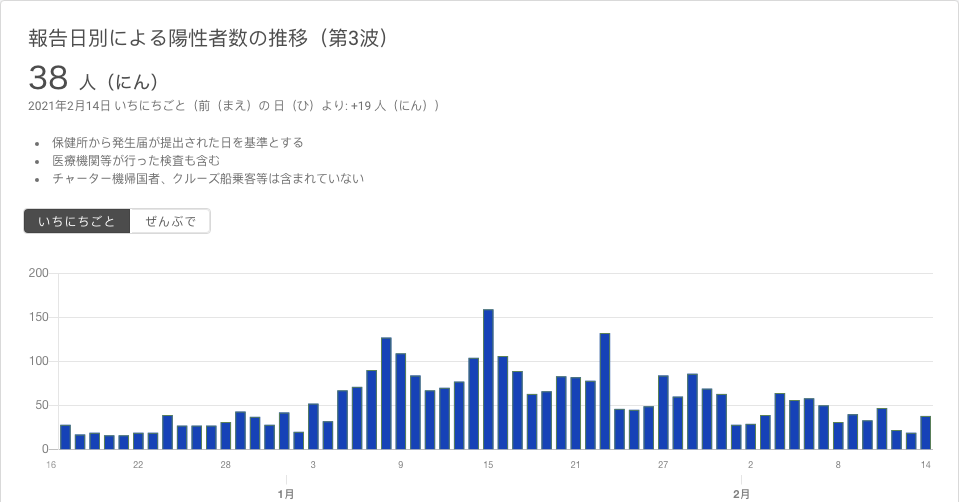 報告日別による陽性者数の推移（第3波）
38 人（にん）
2021年2月14日 いちにちごと（前（まえ）の 日（ひ）より: +19 人（にん））
• 保健所から発生届が提出された日を基準とする
• 医療機関等が行った検査も含む
• チャーター機帰国者、クルーズ船乗客等は含まれていない
いちにちごと ぜんぶで
200
150
100
50
0
16 22 28 3 9 15 21 27 2 8 14
1月 2月